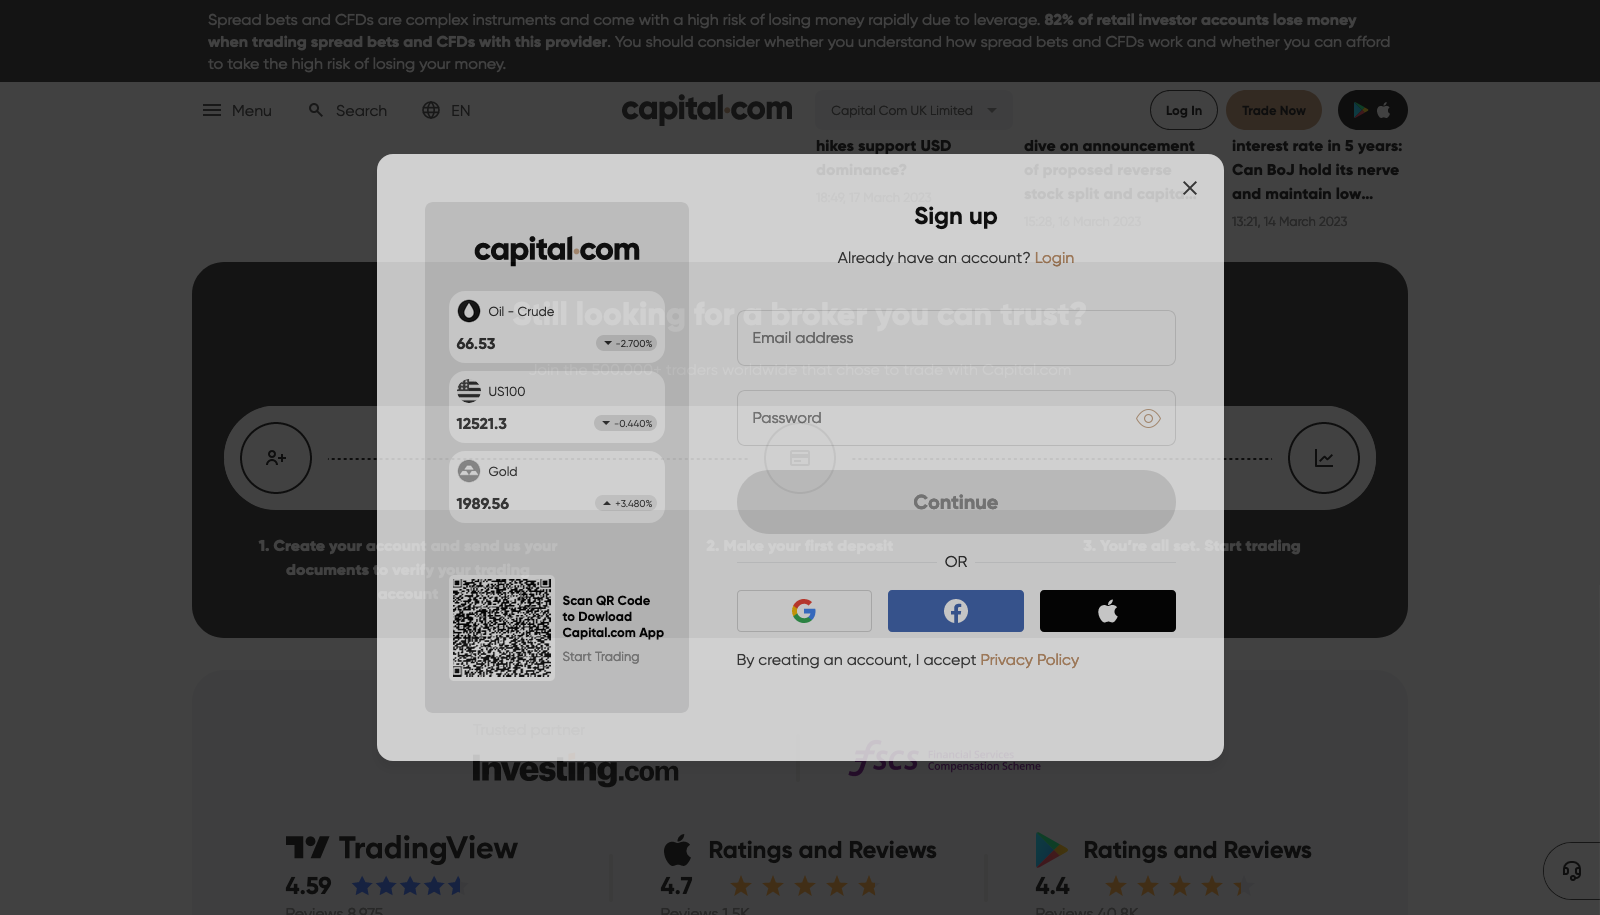 Spread bets and CFDs are complex instruments and come with a high risk of losing money rapidly due to leverage. 82% of retail investor accounts lose money
when trading spread bets and CFDs with this provider. You should consider whether you understand how spread bets and CFDs work and whether you can afford
to take the high risk of losing your money.
Menu
Search
EN
capital.com
Capital Com UK Limited
Log In
Trade Now
hikes support USD
dominance?
18:49, 17 March 2023
dive on announcement
of proposed reverse
stock split and capita...
15:28, 16 March 2023
interest rate in 5 years:
Can BoJ hold its nerve
and maintain low...
13:21, 14 March 2023
capital.com
Oil - Crude
66.53
-2.700%
US100
12521.3
-0.440%
Gold
1989.56
+3.480%
Scan QR Code
to Dowload
Capital.com App
Start Trading
Sign up
Already have an account? Login
Email address
Password
Continue
OR
By creating an account, I accept Privacy Policy
Still looking for a broker you can trust?
Join the 500.000+ traders worldwide that chose to trade with Capital.com
1. Create your account and send us your
documents to verify your trading
account
2. Make your first deposit
3. You're all set. Start trading
Trusted partner
Investing.com
fscs
Financial Services
Compensation Scheme
TradingView
4.59
Reviews 8,975
Ratings and Reviews
4.7
Reviews 1.5K
Ratings and Reviews
4.4
Reviews 40.8K